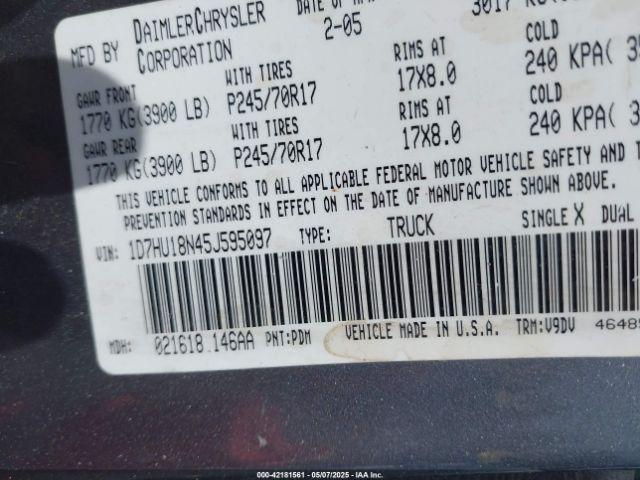 MFD BY DAIMLERCHRYSLER CORPORATION
DATE OF
2-05
3017
GAWR FRONT
1770 KG(3900 LB)
WITH TIRES
P245/70R17
RIMS AT
17X8.0
COLD
240 KPA(
GAWR REAR
1770 KG(3900 LB)
WITH TIRES
P245/70R17
RIMS AT
17X8.0
COLD
240 KPA(
THIS VEHICLE CONFORMS TO ALL APPLICABLE FEDERAL MOTOR VEHICLE SAFETY AND
PREVENTION STANDARDS IN EFFECT ON THE DATE OF MANUFACTURE SHOWN ABOVE.
VIN: 1D7HU18N45J595097 TYPE: TRUCK SINGLE X DUAL
MDH: 021618 146AA PNT:PDM VEHICLE MADE IN U.S.A. TRM:V9DV 4648
000-42181561 - 05/07/2025 - IAA Inc.